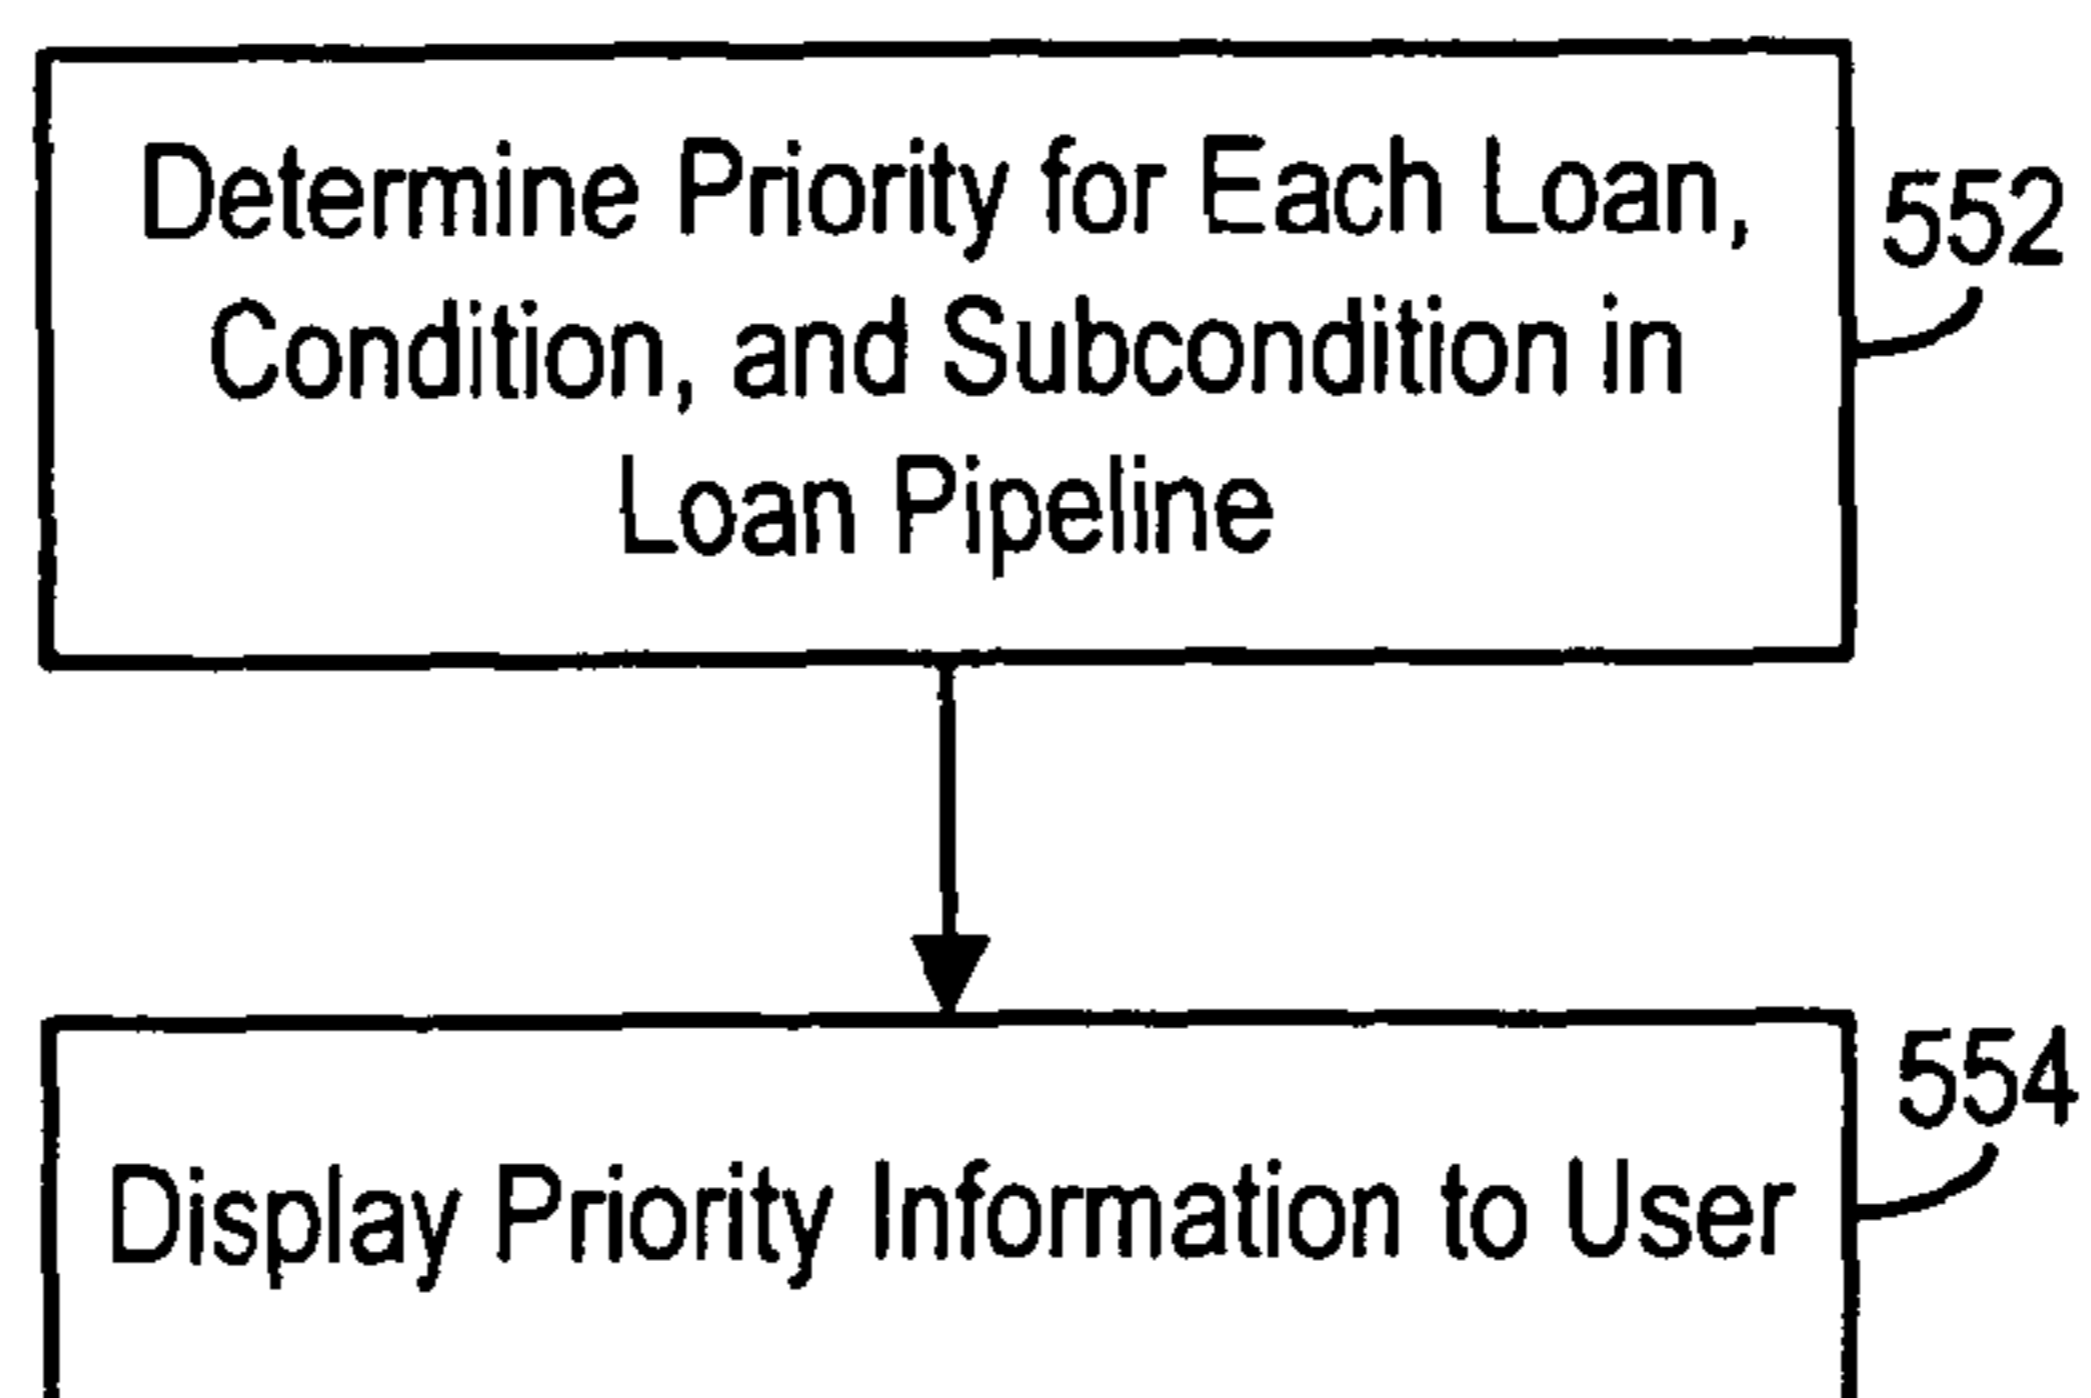 Determine Priority for Each Loan,
552
Condition, and Subcondition in
Loan Pipeline
554
Display Priority Information to User